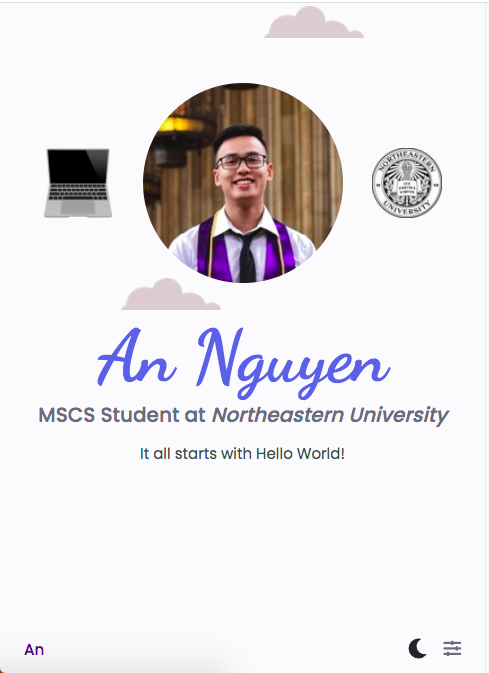 NORTHEASTERN
UNIVERSITY
An Nguyen
MSCS Student at Northeastern University
It all starts with Hello World!
An